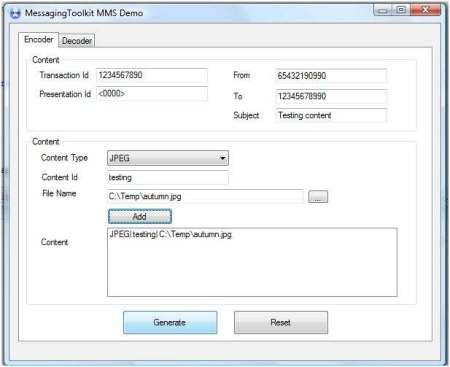 MessagingToolkit MMS Demo
Encoder Decoder
Content
Transaction Id 1234567890 From 65432190990
Presentation Id <0000> To 12345678990
Subject Testing content
Content
Content Type JPEG
Content Id testing
File Name C:\Temp\autumn.jpg ...
Add
Content JPEG|testing|C:\Temp\autumn.jpg
Generate Reset